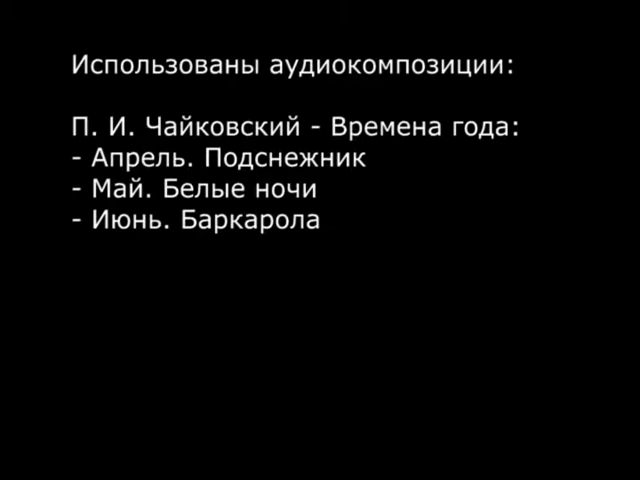 Использованы аудиокомпозиции:
П. И. Чайковский - Времена года:
- Апрель. Подснежник
- Май. Белые ночи
- Июнь. Баркарола